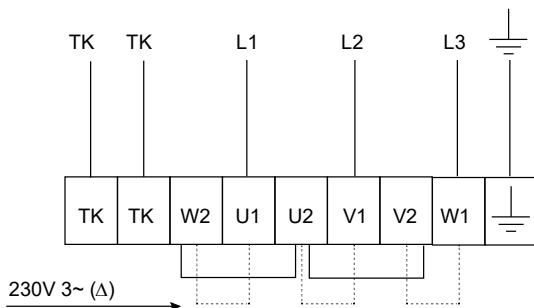 TK TK L1 L2 L3
TK TK W2 U1 U2 V1 V2 W1
230V 3~ (Δ)